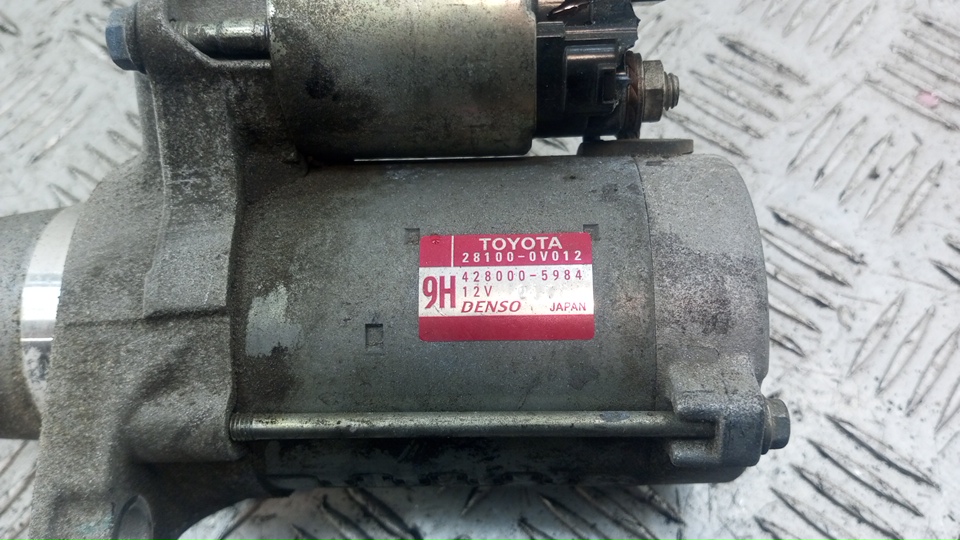 TOYOTA
28100-0V012
9H 428000-5984
12V
DENSO JAPAN